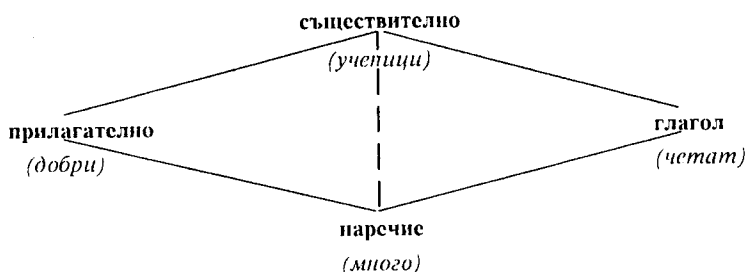 съществително
(ученици)
прилагателно
(добри)
глагол
(четат)
наречие
(много)